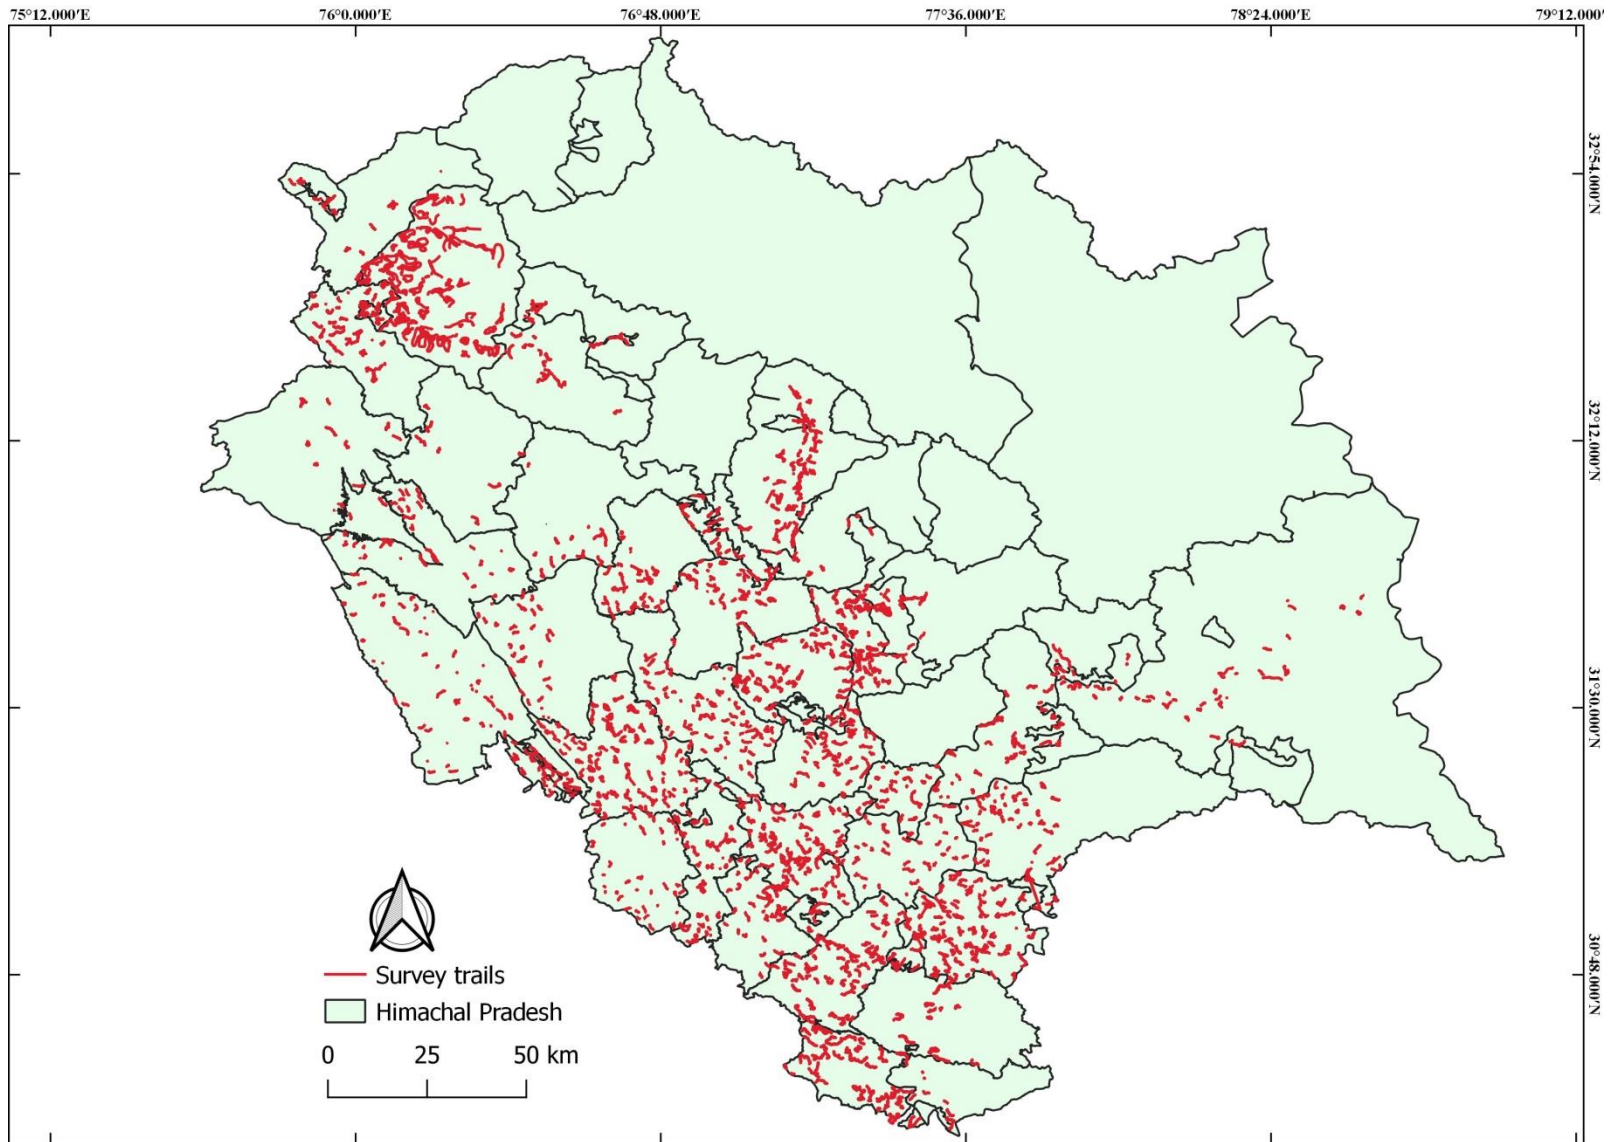 75°12.000′E 76°0.000′E 76°48.000′E 77°36.000′E 78°24.000′E 79°12.000′E
32°54.000′N
32°12.000′N
31°30.000′N
30°48.000′N
Survey trails
Himachal Pradesh
0 25 50 km